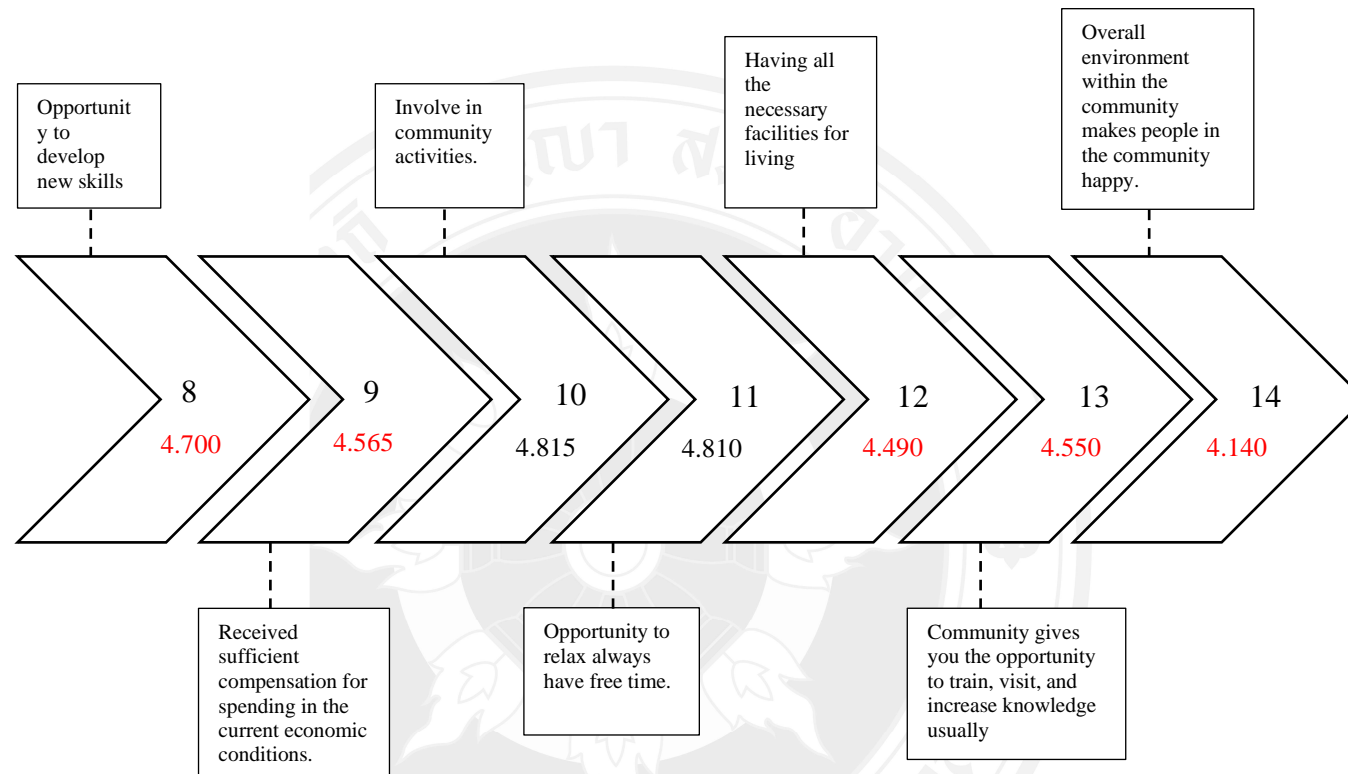 Opportunit
y to
develop
new skills
Involve in
community
activities.
Having all
the
necessary
facilities for
living
Overall
environment
within the
community
makes people in
the community
happy.
8
4.700
9
4.565
10
4.815
11
4.810
12
4.490
13
4.550
14
4.140
Received
sufficient
compensation for
spending in the
current economic
conditions.
Opportunity to
relax always
have free time.
Community gives
you the opportunity
to train, visit, and
increase knowledge
usually